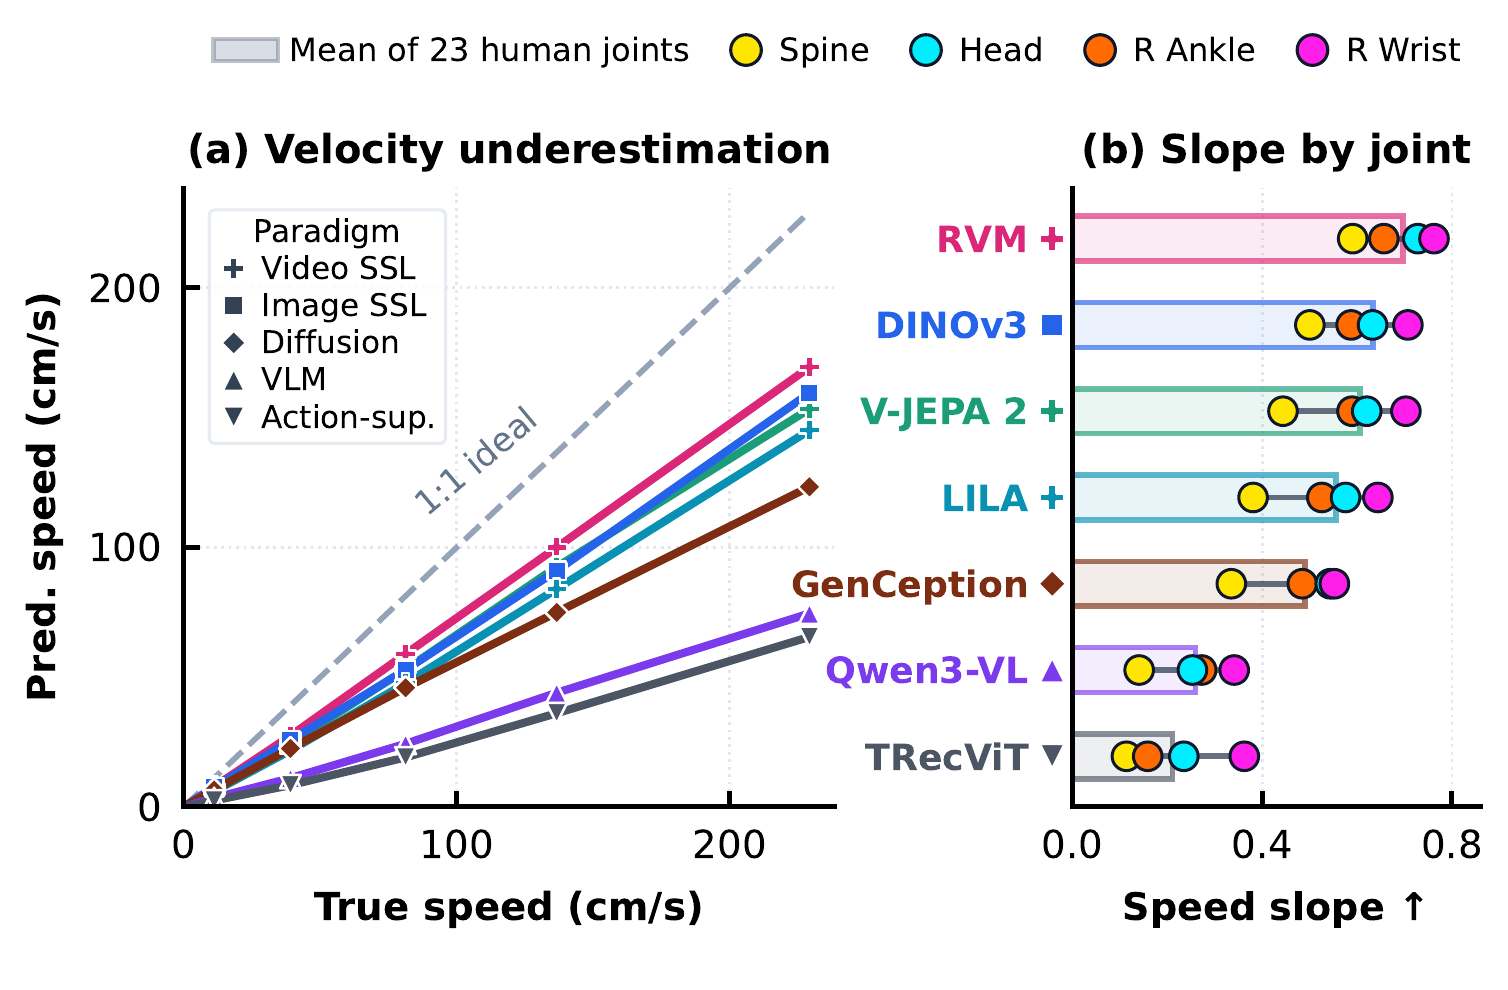 Mean of 23 human joints
Spine
Head
R Ankle
R Wrist
(a) Velocity underestimation
Pred. speed (cm/s)
200
100
0
Paradigm
Video SSL
Image SSL
Diffusion
VLM
Action-sup.
1:1 ideal
0
100
200
True speed (cm/s)
(b) Slope by joint
RVM
DINOv3
V-JEPA 2
LILA
GenCeption
Qwen3-VL
TRecViT
0.0
0.4
0.8
Speed slope ↑